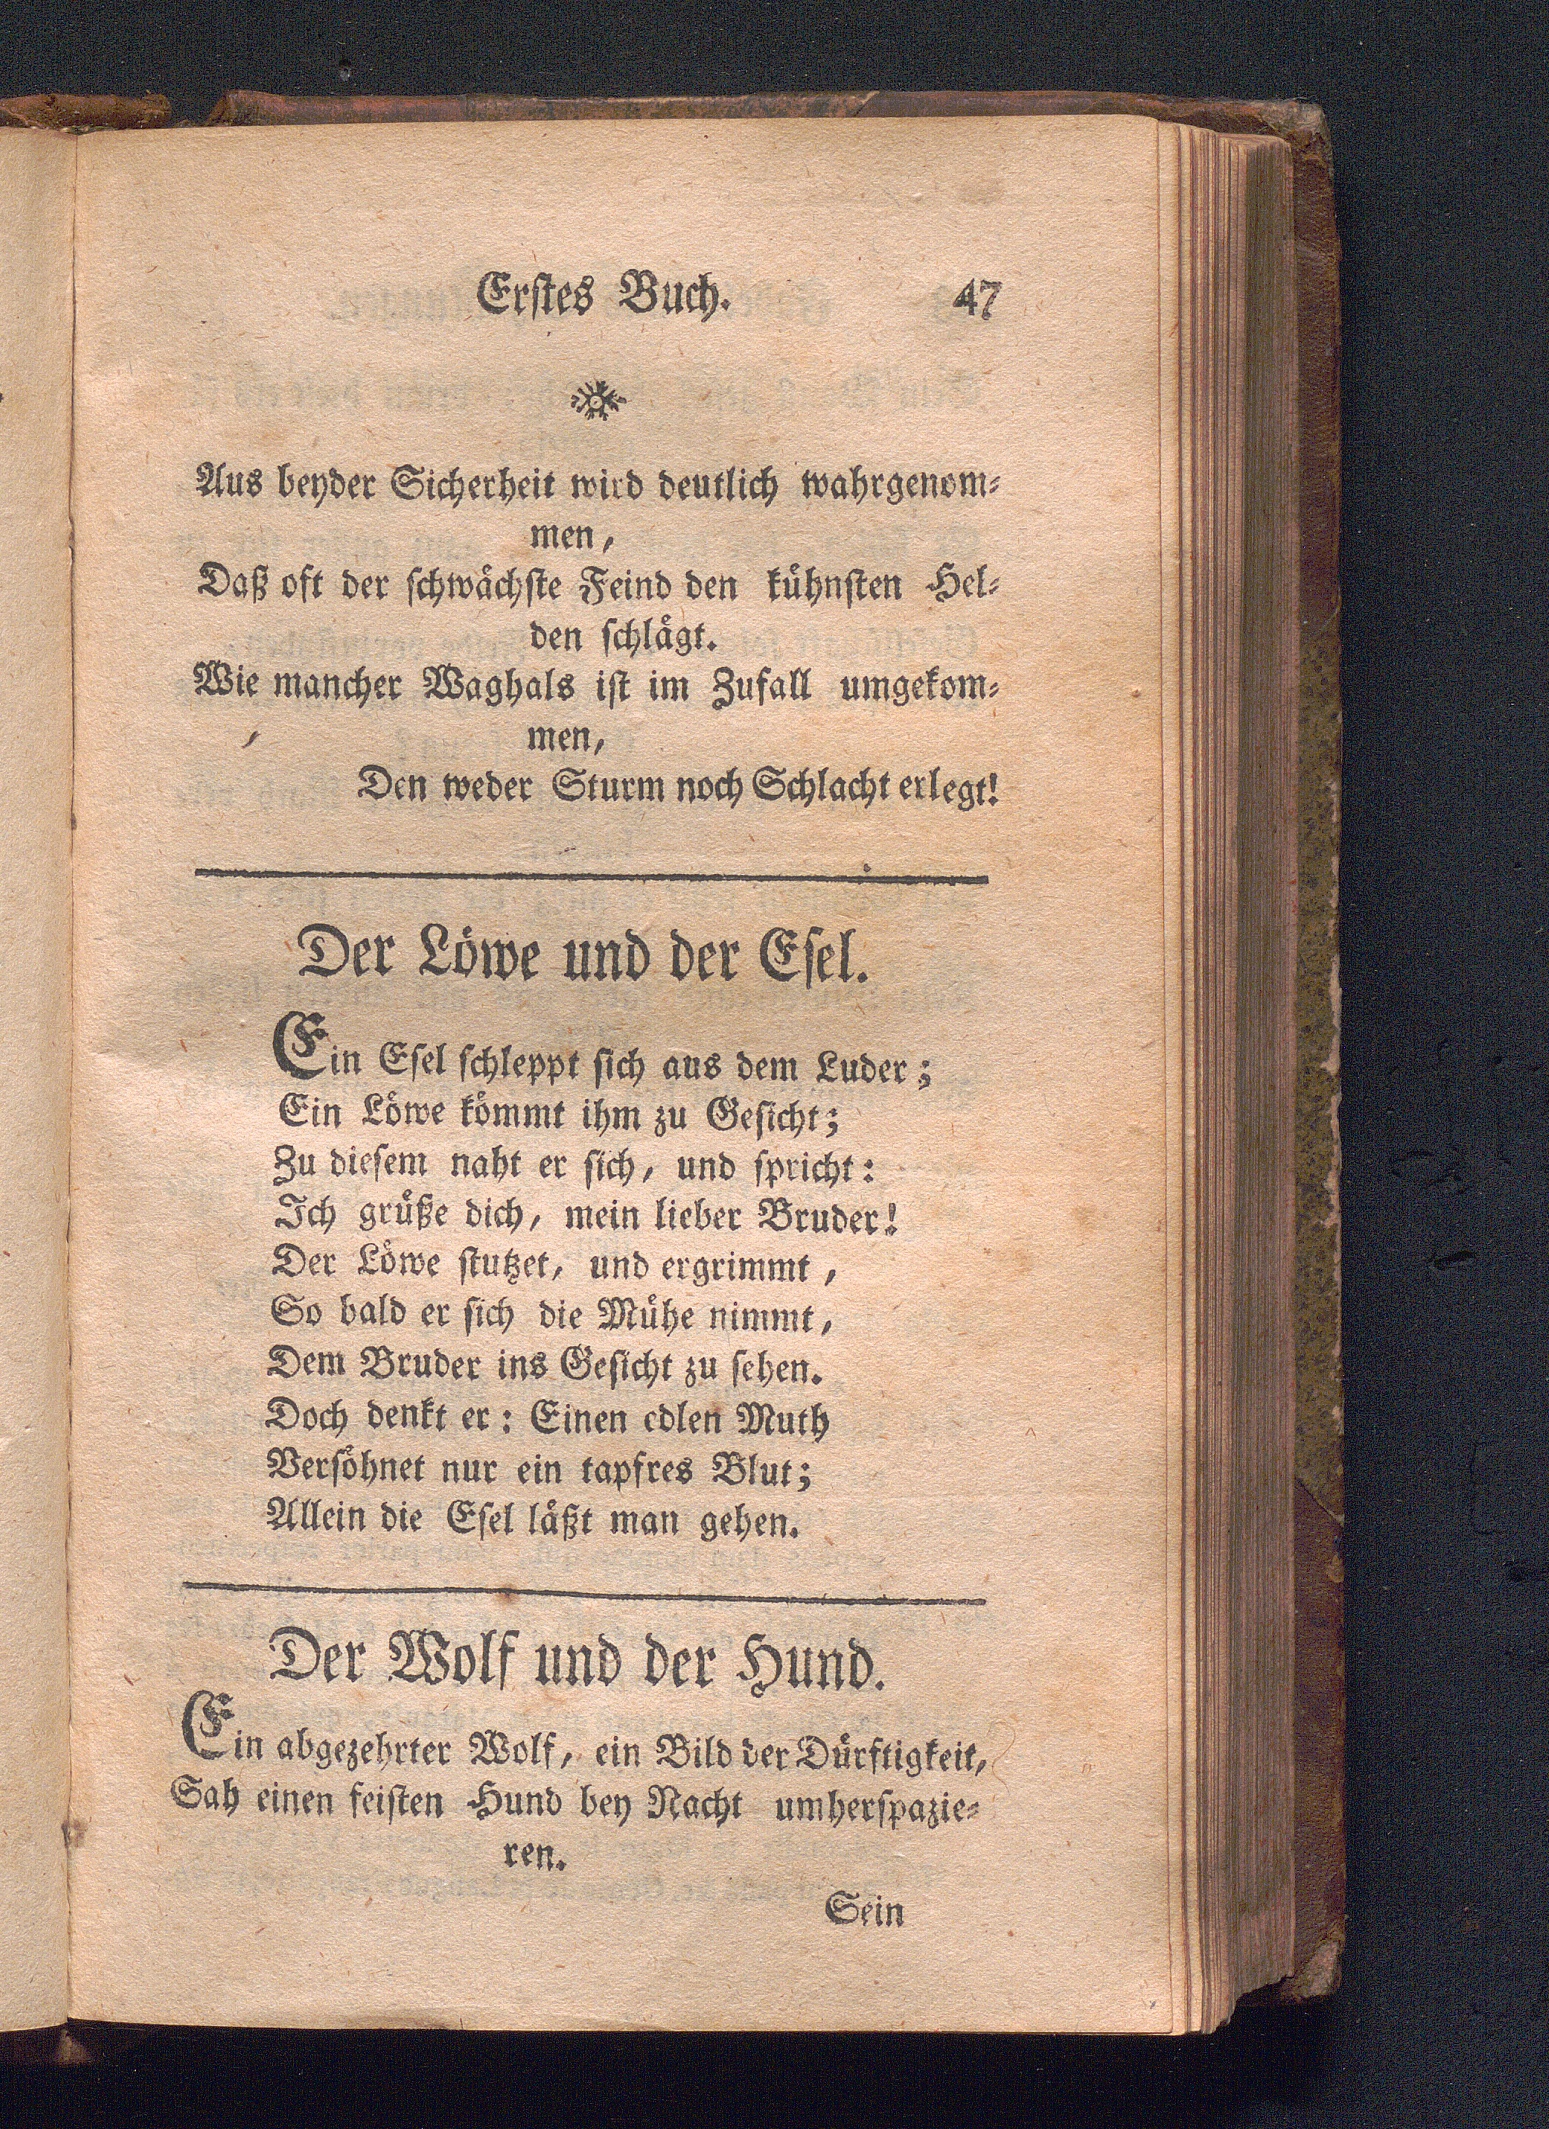 Erstes Buch. 47
Aus beyder Sicherheit wird deutlich wahrgenom⸗
men,
Daß oft der schwächste Feind den kühnsten Hel⸗
den schlägt.
Wie mancher Waghals ist im Zufall umgekom⸗
men,
Den weder Sturm noch Schlacht erlegt!
Der Löwe und der Esel.
Ein Esel schleppt sich aus dem Luder;
Ein Löwe kömmt ihm zu Gesicht;
Zu diesem naht er sich, und spricht:
Ich grüße dich, mein lieber Bruder!
Der Löwe stutzet, und ergrimmt,
So bald er sich die Mühe nimmt,
Dem Bruder ins Gesicht zu sehen.
Doch denkt er: Einen edlen Muth
Versöhnet nur ein tapfres Blut;
Allein die Esel läßt man gehen.
Der Wolf und der Hund.
Ein abgezehrter Wolf, ein Bild der Dürftigkeit,
Sah einen feisten Hund bey Nacht umherspazie⸗
ren.
Sein